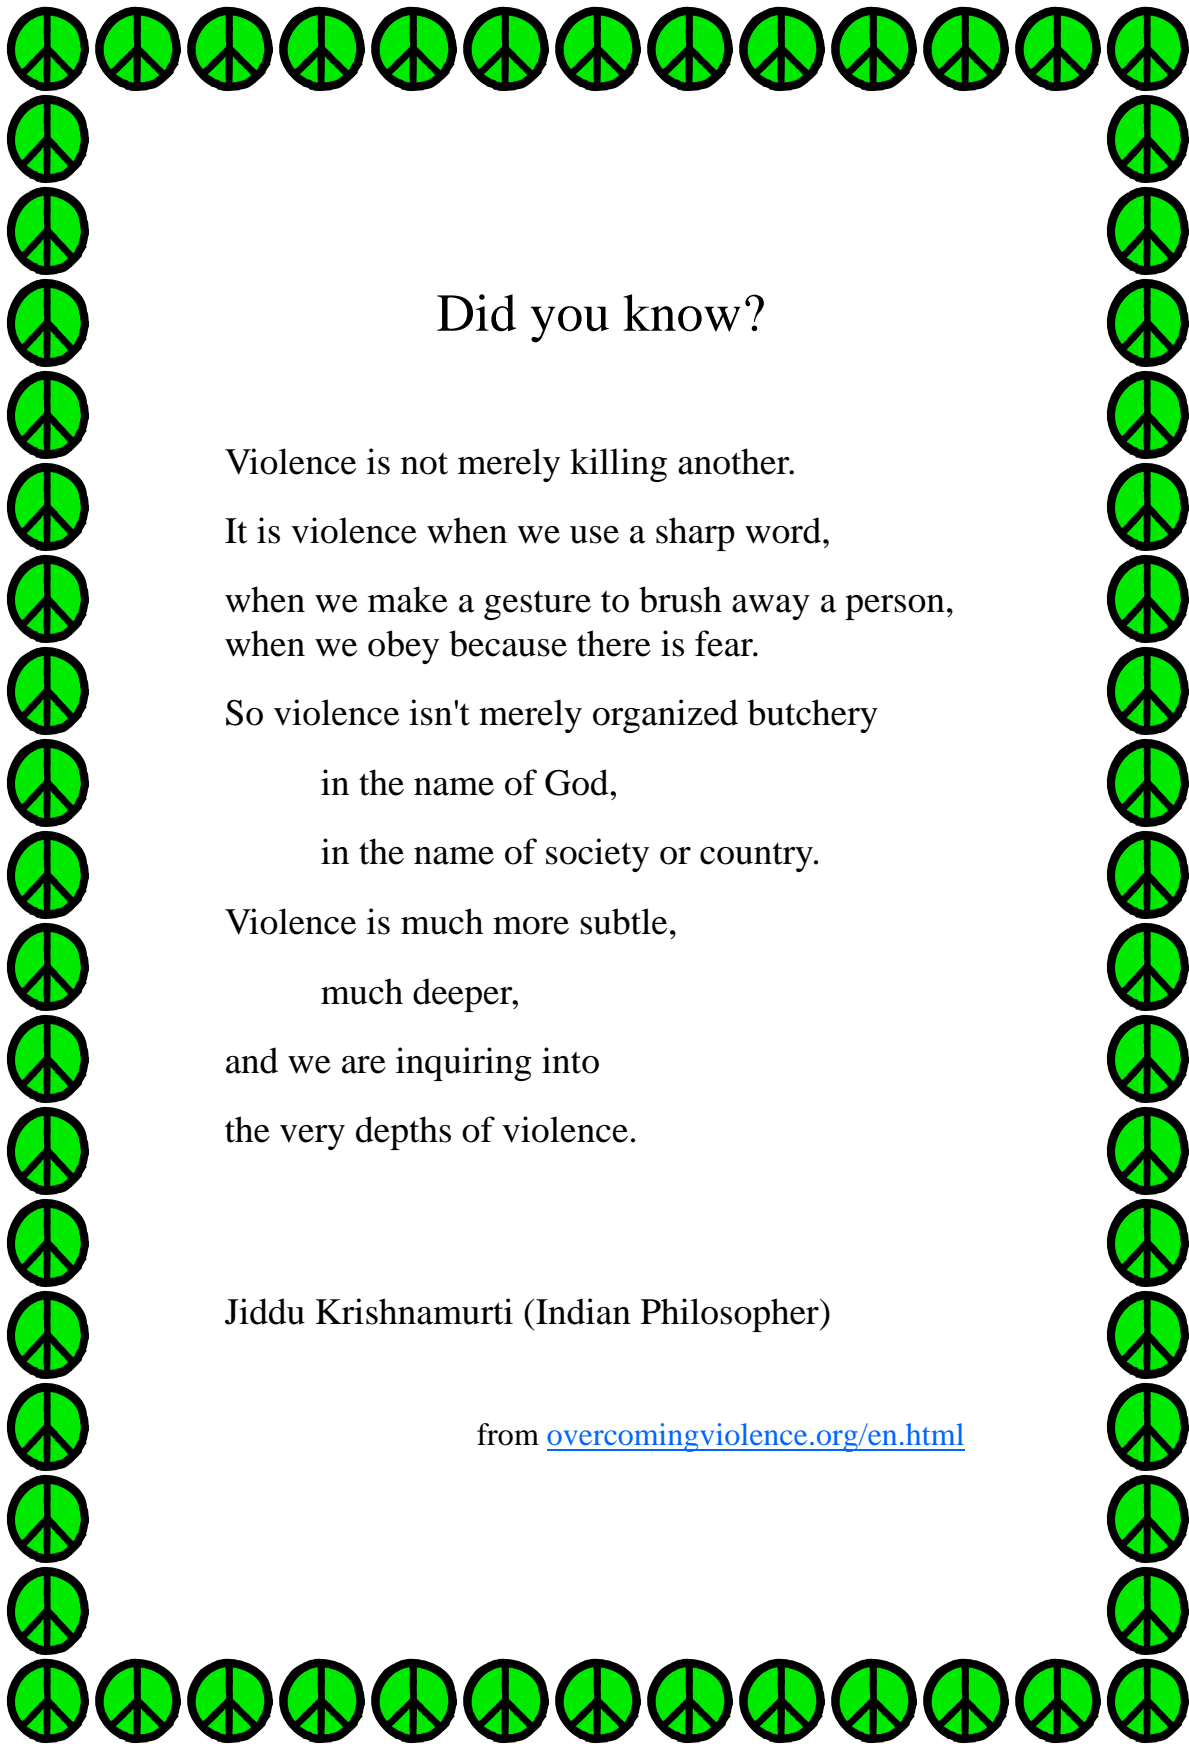 Did you know?
Violence is not merely killing another.
It is violence when we use a sharp word,
when we make a gesture to brush away a person,
when we obey because there is fear.
So violence isn't merely organized butchery
in the name of God,
in the name of society or country.
Violence is much more subtle,
much deeper,
and we are inquiring into
the very depths of violence.
Jiddu Krishnamurti (Indian Philosopher)
from overcomingviolence.org/en.html